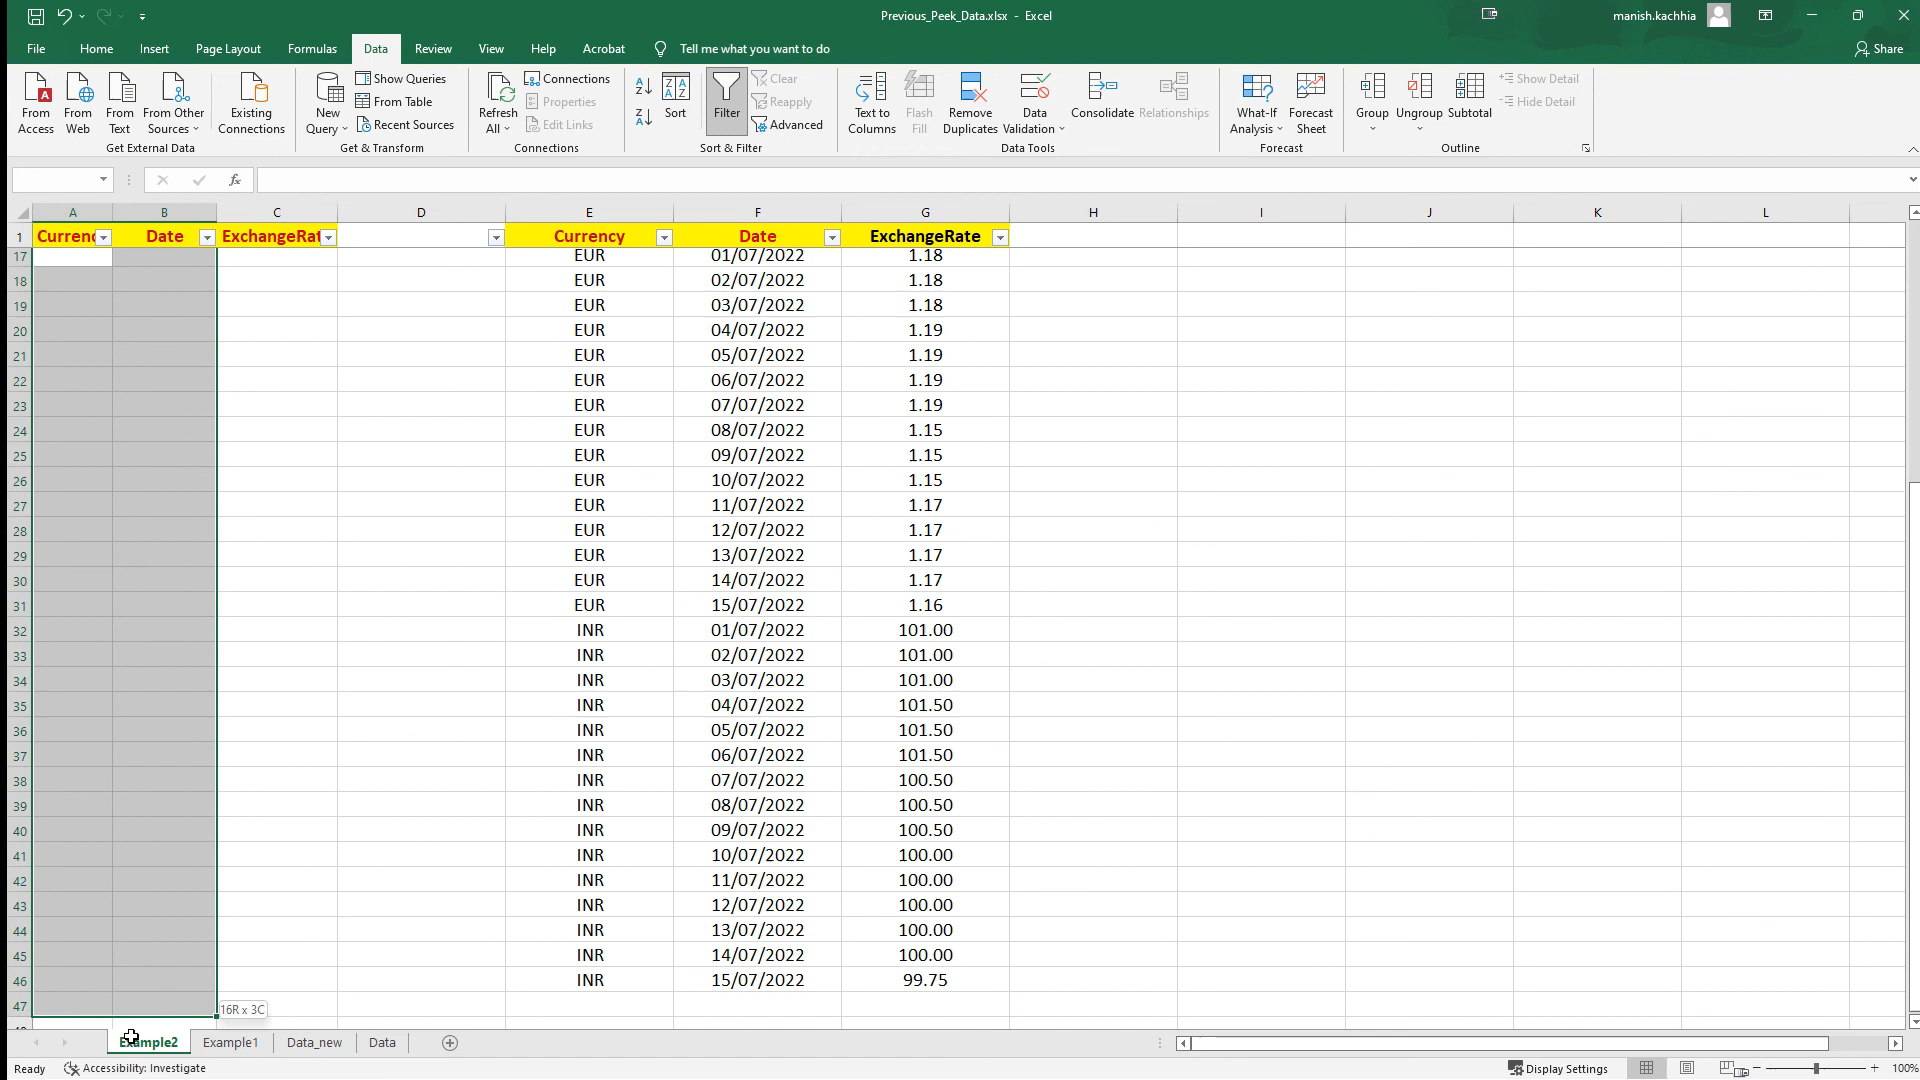 Previous_Peek_Data.xlsx - Excel
manish.kachhia
File Home Insert Page Layout Formulas Data Review View Help Acrobat Tell me what you want to do Share
From Access
From Web
From Text
From Other Sources
Existing Connections
Get External Data
New Query
Show Queries
From Table
Recent Sources
Get & Transform
Refresh All
Connections
Properties
Edit Links
Connections
Sort
Filter
Clear
Reapply
Advanced
Sort & Filter
Text to Columns
Flash Fill
Remove Duplicates
Data Validation
Consolidate
Relationships
Data Tools
What-If Analysis
Forecast Sheet
Forecast
Group
Ungroup
Subtotal
Show Detail
Hide Detail
Outline
fx
A B C D E F G H I J K L
1 Currenc Date ExchangeRat Currency Date ExchangeRate
17 EUR 01/07/2022 1.18
18 EUR 02/07/2022 1.18
19 EUR 03/07/2022 1.18
20 EUR 04/07/2022 1.19
21 EUR 05/07/2022 1.19
22 EUR 06/07/2022 1.19
23 EUR 07/07/2022 1.19
24 EUR 08/07/2022 1.15
25 EUR 09/07/2022 1.15
26 EUR 10/07/2022 1.15
27 EUR 11/07/2022 1.17
28 EUR 12/07/2022 1.17
29 EUR 13/07/2022 1.17
30 EUR 14/07/2022 1.17
31 EUR 15/07/2022 1.16
32 INR 01/07/2022 101.00
33 INR 02/07/2022 101.00
34 INR 03/07/2022 101.00
35 INR 04/07/2022 101.50
36 INR 05/07/2022 101.50
37 INR 06/07/2022 101.50
38 INR 07/07/2022 100.50
39 INR 08/07/2022 100.50
40 INR 09/07/2022 100.50
41 INR 10/07/2022 100.00
42 INR 11/07/2022 100.00
43 INR 12/07/2022 100.00
44 INR 13/07/2022 100.00
45 INR 14/07/2022 100.00
46 INR 15/07/2022 99.75
47
16R x 3C
Example2 Example1 Data_new Data
Ready Accessibility: Investigate Display Settings 100%